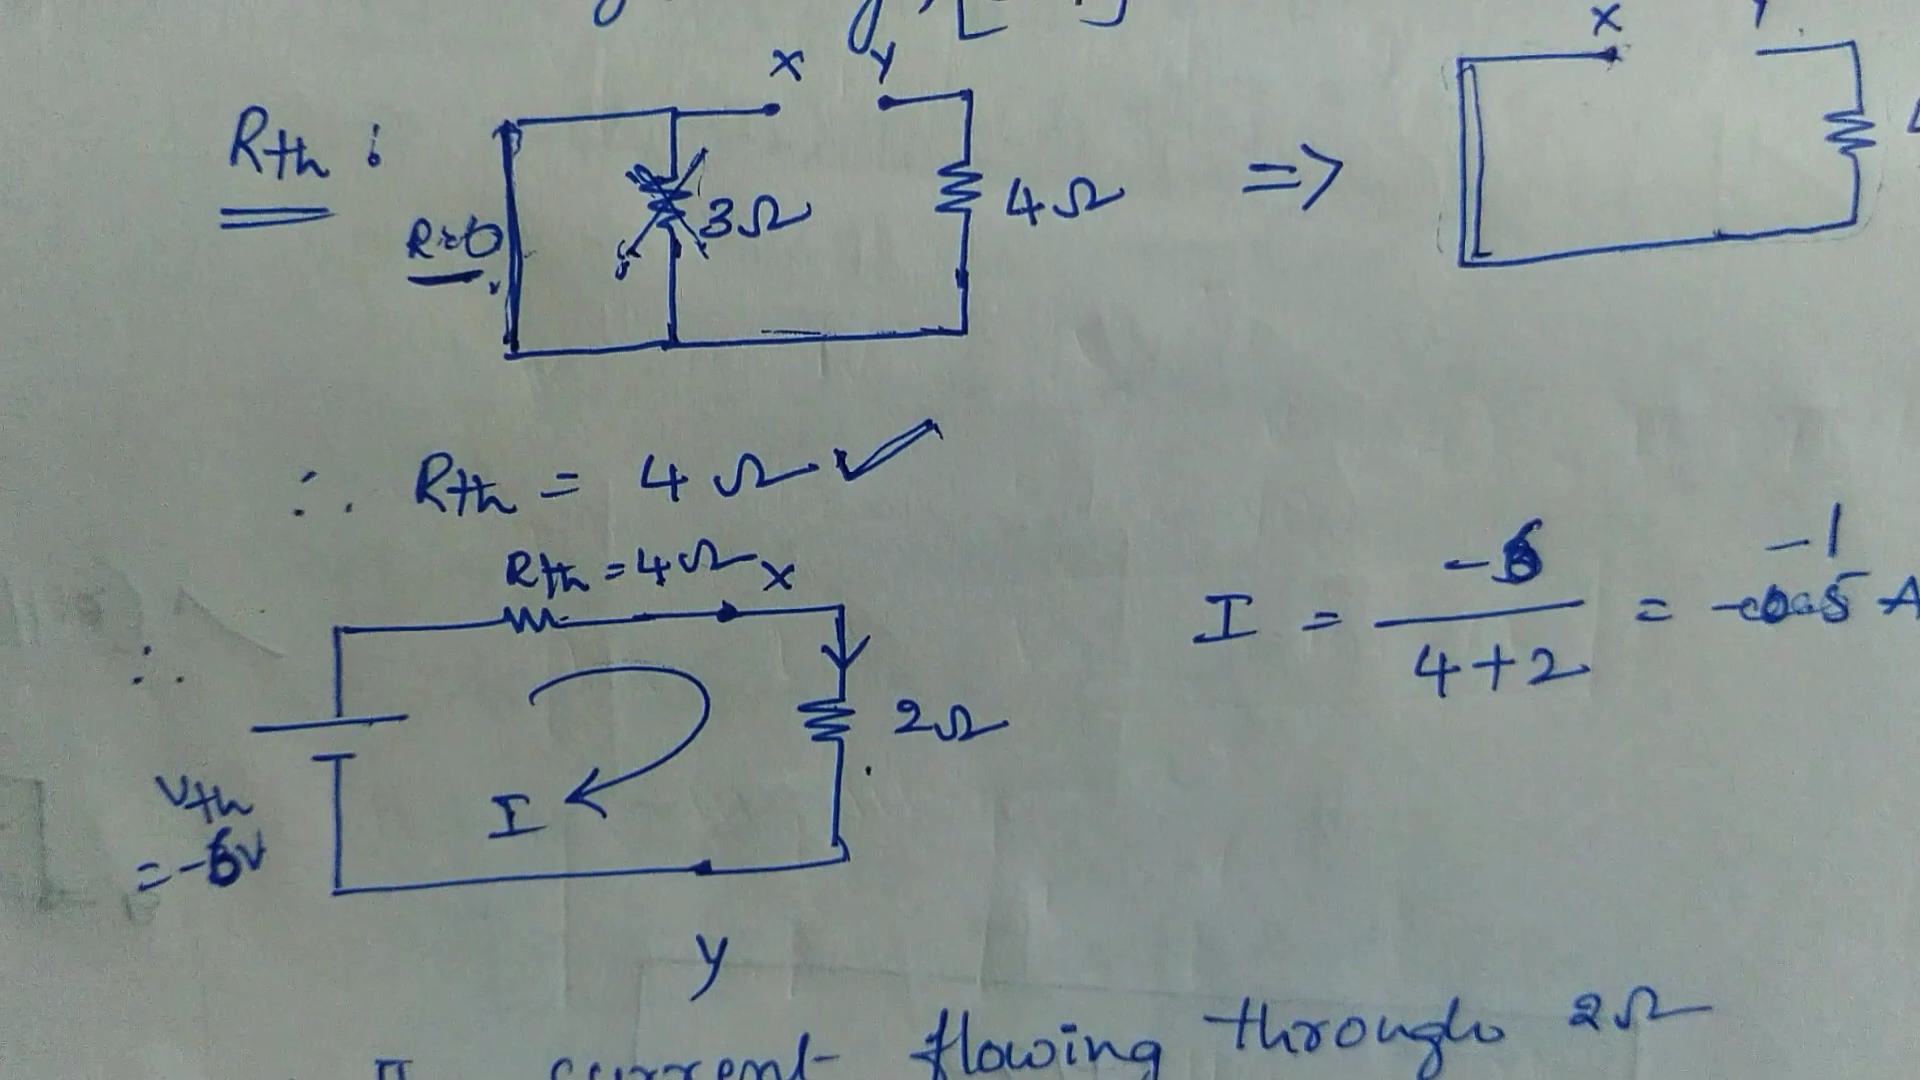 x y
x
Rth :
R=0
3Ω
4Ω
=>
∴ Rth = 4Ω ✓
Rth = 4Ω x
∴
I = -6 / 4+2 = -1 A
2Ω
Vth
= -6V
I
y
current flowing through 2Ω